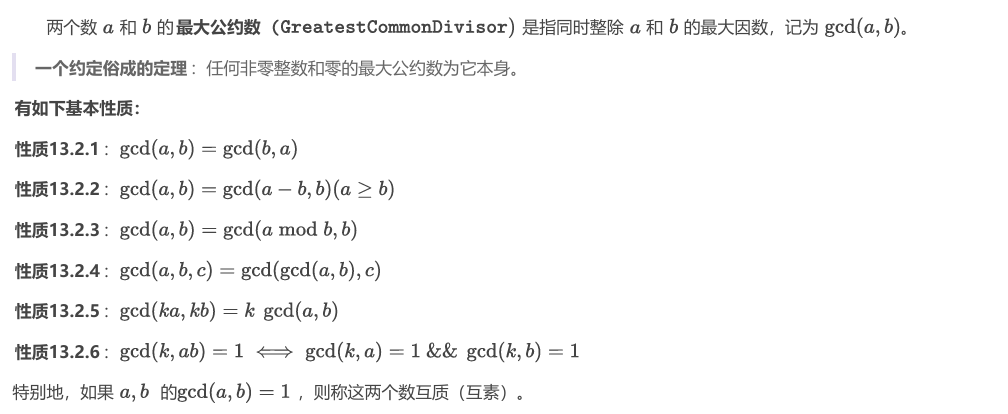 两个数 a 和 b 的最大公约数（GreatestCommonDivisor）是指同时整除 a 和 b 的最大因数，记为 gcd(a, b)。
一个约定俗成的定理：任何非零整数和零的最大公约数为它本身。
有如下基本性质：
性质13.2.1：gcd(a, b) = gcd(b, a)
性质13.2.2：gcd(a, b) = gcd(a − b, b)(a ≥ b)
性质13.2.3：gcd(a, b) = gcd(a mod b, b)
性质13.2.4：gcd(a, b, c) = gcd(gcd(a, b), c)
性质13.2.5：gcd(ka, kb) = k gcd(a, b)
性质13.2.6：gcd(k, ab) = 1 ⟺ gcd(k, a) = 1 && gcd(k, b) = 1
特别地，如果 a, b 的gcd(a, b) = 1 ，则称这两个数互质（互素）。